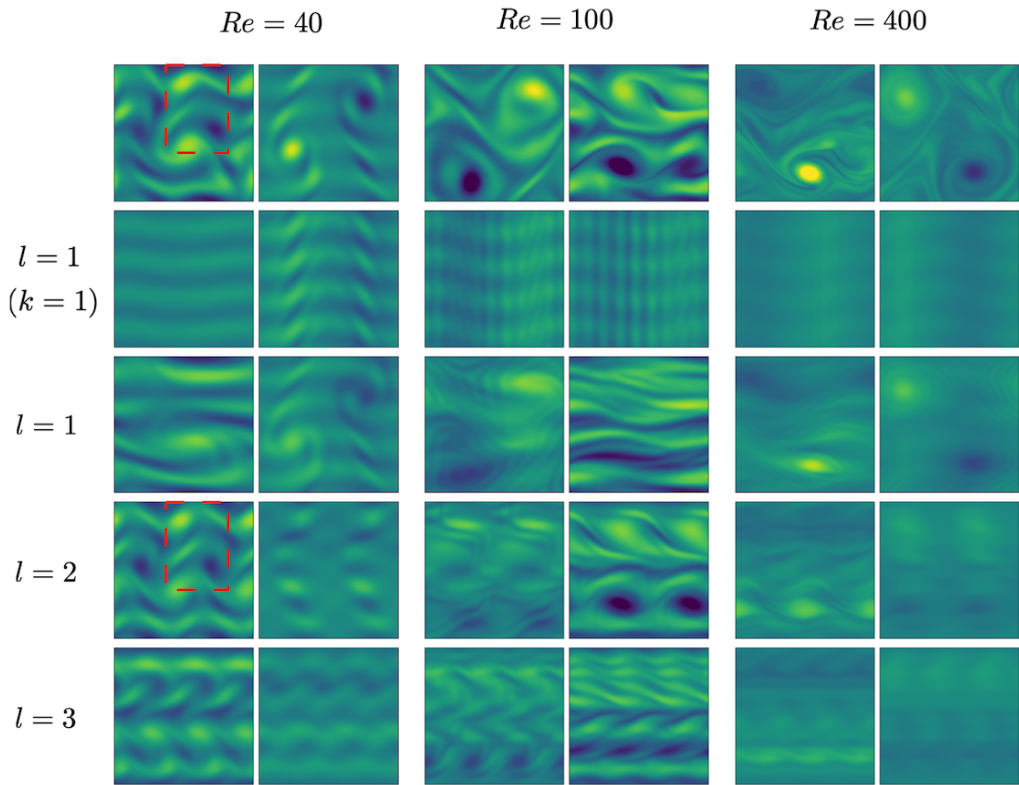 Re = 40
Re = 100
Re = 400
l = 1
(k = 1)
l = 1
l = 2
l = 3